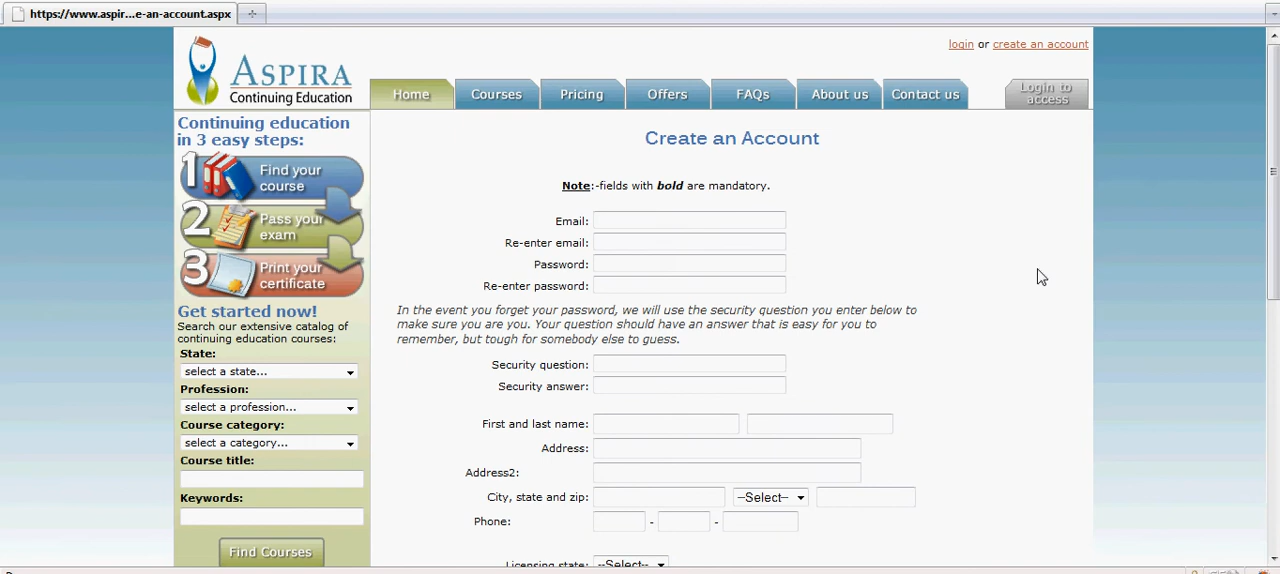 https://www.aspir...e-an-account.aspx
login or create an account
ASPIRA
Continuing Education
Home
Courses
Pricing
Offers
FAQs
About us
Contact us
Login to
access
Continuing education
in 3 easy steps:
1 Find your
course
2 Pass your
exam
3 Print your
certificate
Get started now!
Search our extensive catalog of
continuing education courses:
State:
select a state...
Profession:
select a profession...
Course category:
select a category...
Course title:
Keywords:
Find Courses
Create an Account
Note:-fields with bold are mandatory.
Email:
Re-enter email:
Password:
Re-enter password:
In the event you forget your password, we will use the security question you enter below to
make sure you are you. Your question should have an answer that is easy for you to
remember, but tough for somebody else to guess.
Security question:
Security answer:
First and last name:
Address:
Address2:
City, state and zip: --Select--
Phone: - -
Licensing state: --Select--